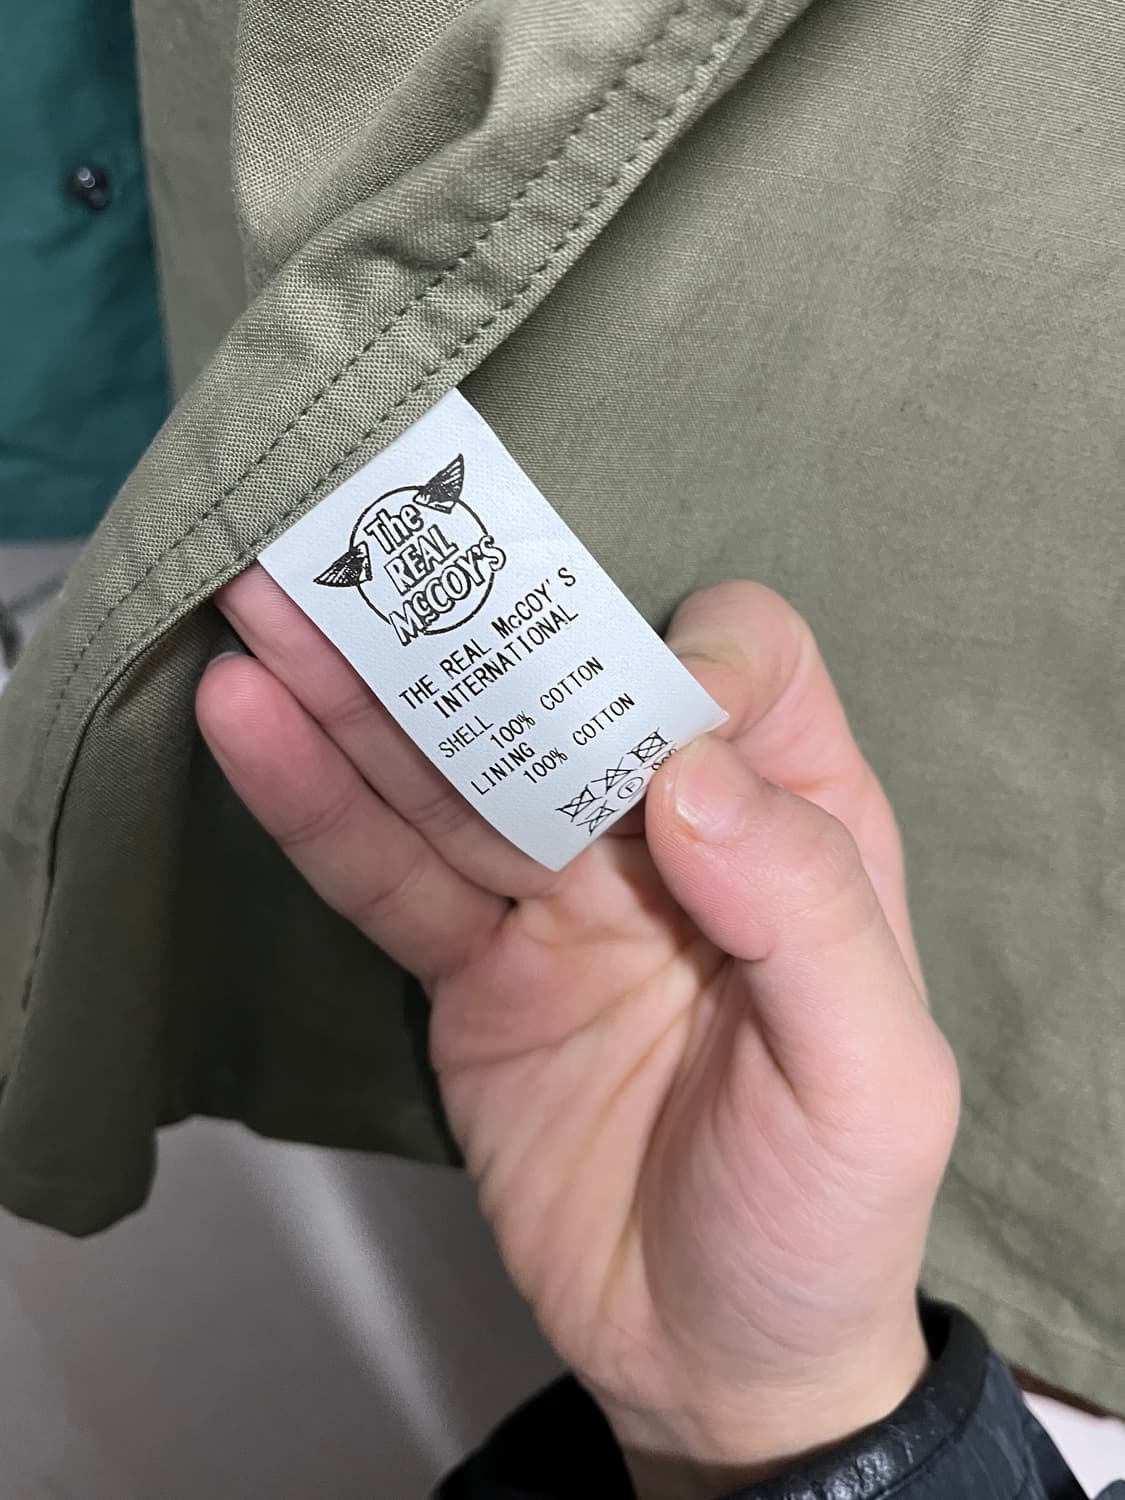 The
REAL
McCOY'S
THE REAL McCOY'S
INTERNATIONAL
SHELL
100% COTTON
LINING
100% COTTON
F